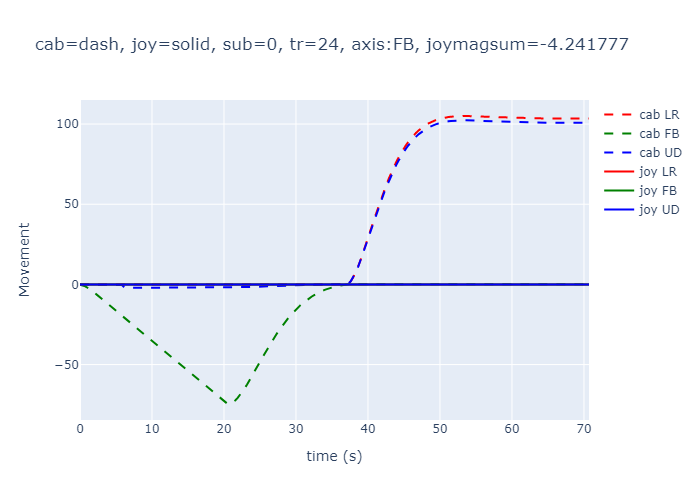 cab=dash, joy=solid, sub=0, tr=24, axis:FB, joymagsum=-4.241777
cab LR
cab FB
cab UD
joy LR
joy FB
joy UD
100
50
0
−50
Movement
0 10 20 30 40 50 60 70
time (s)